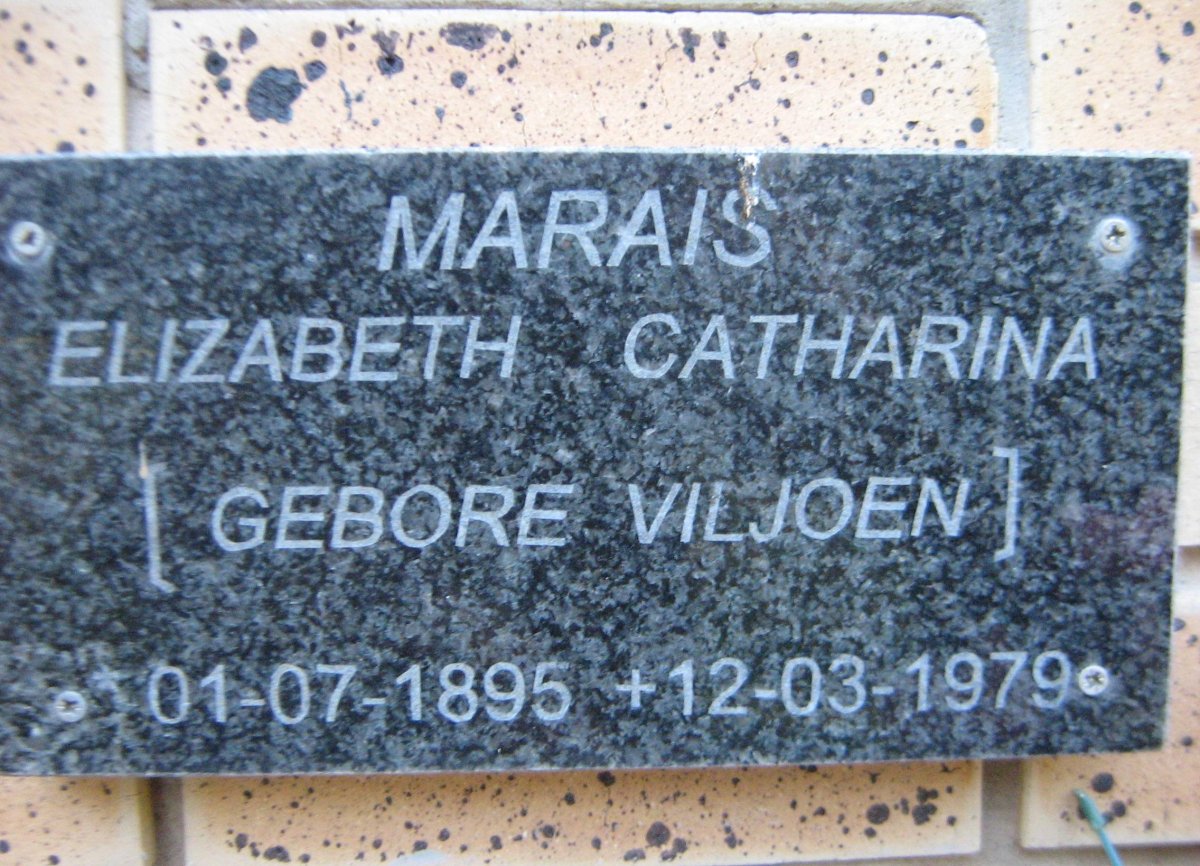 MARAIS
ELIZABETH CATHARINA
[ GEBORE VILJOEN ]
* 01-07-1895 +12-03-1979